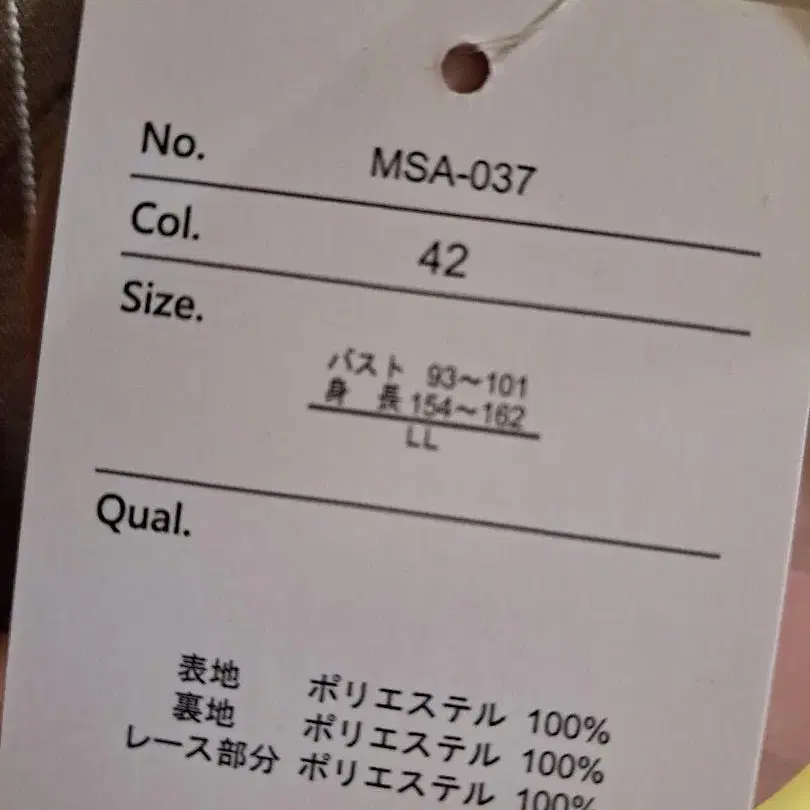 No. MSA-037
Col. 42
Size.
バスト 93～101
身 長 154～162
LL
Qual.
表地 ポリエステル 100%
裏地 ポリエステル 100%
レース部分 ポリエステル 100%